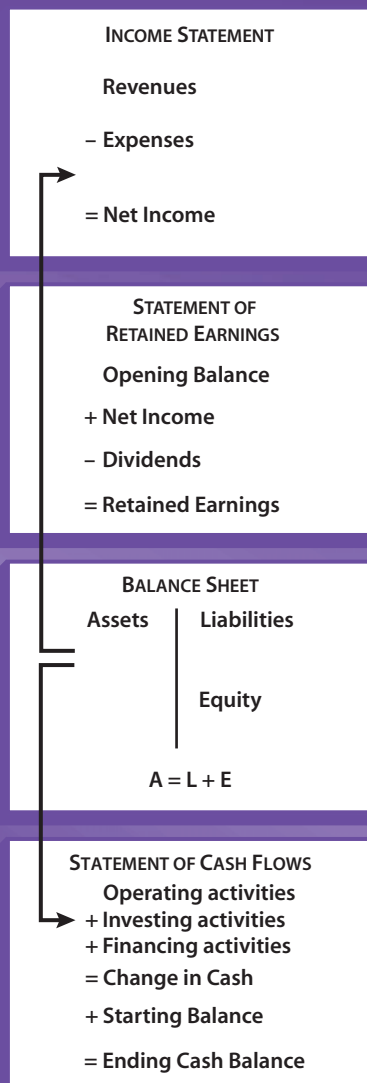 INCOME STATEMENT
Revenues
– Expenses
= Net Income
STATEMENT OF
RETAINED EARNINGS
Opening Balance
+ Net Income
– Dividends
= Retained Earnings
BALANCE SHEET
Assets Liabilities
Equity
A = L + E
STATEMENT OF CASH FLOWS
Operating activities
+ Investing activities
+ Financing activities
= Change in Cash
+ Starting Balance
= Ending Cash Balance